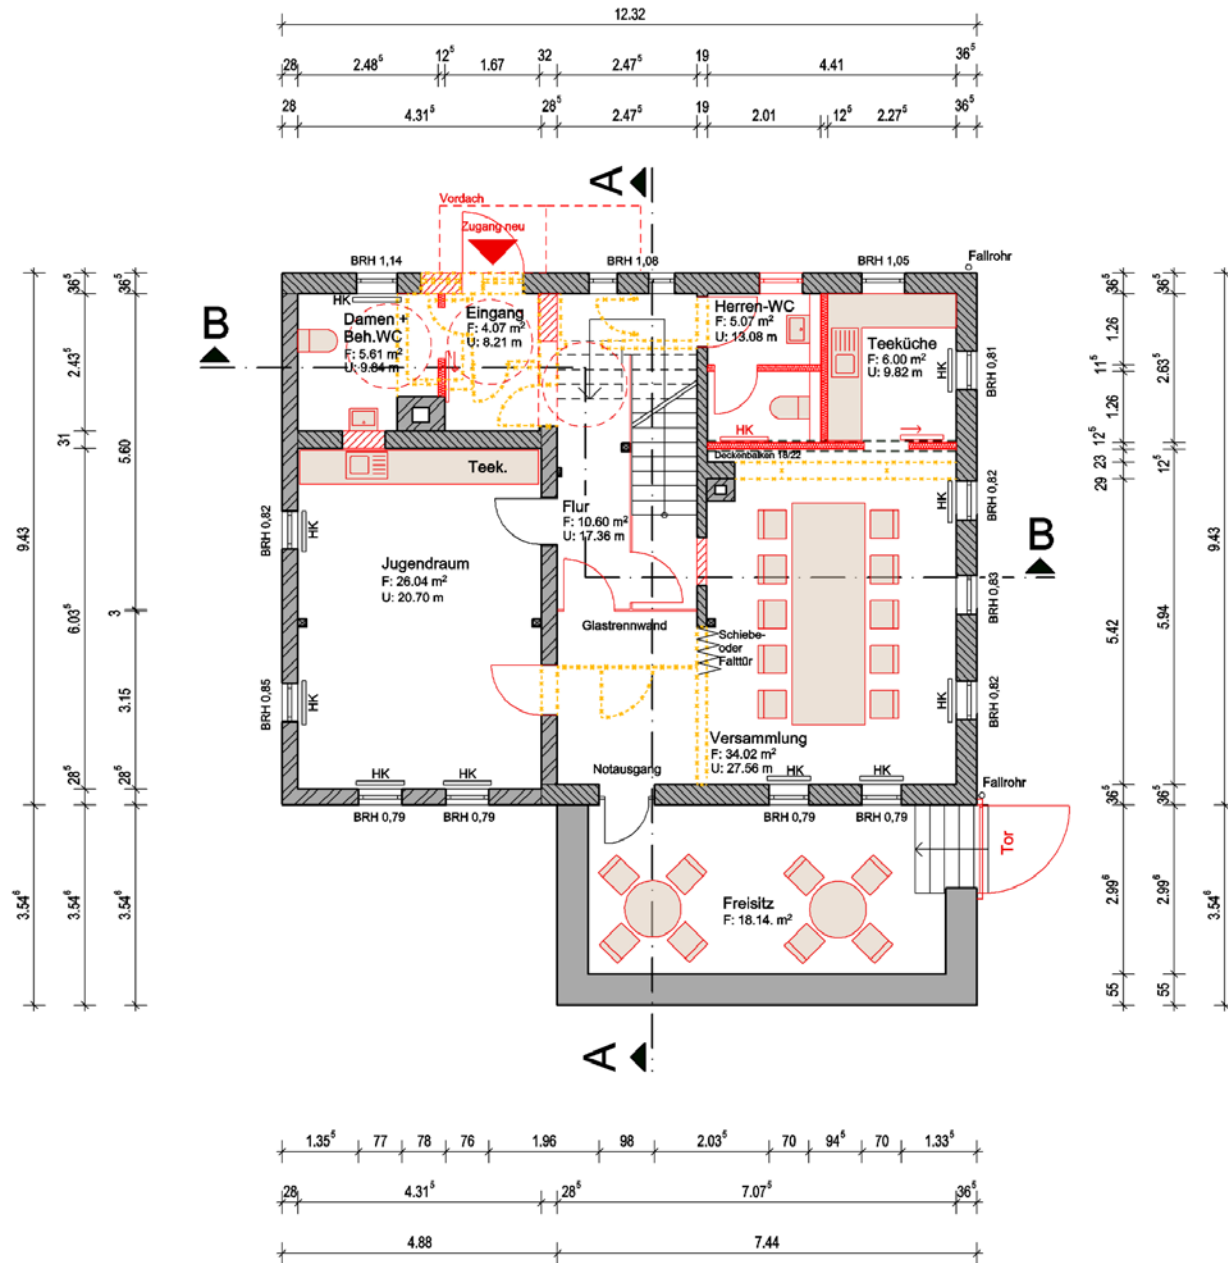 12.32
28 2.48⁵ 12⁵ 1.67 32 2.47⁵ 19 4.41 36⁵
28 4.31⁵ 28⁵ 2.47⁵ 19 2.01 12⁵ 2.27⁵ 36⁵
A
Vordach
Zugang neu
BRH 1,14
BRH 1,08
BRH 1,05
Fallrohr
B
HK
Damen +
Beh.WC
F: 5.61 m²
U: 9.84 m
Eingang
F: 4.07 m²
U: 8.21 m
Herren-WC
F: 5.07 m²
U: 13.08 m
Teeküche
F: 6.00 m²
U: 9.82 m
HK
BRH 0,81
HK
Deckenbalken 18/22
Teek.
Flur
F: 10.60 m²
U: 17.36 m
HK
BRH 0,82
BRH 0,82
HK
B
Jugendraum
F: 26.04 m²
U: 20.70 m
BRH 0,83
Glastrennwand
Schiebe-
oder
Falttür
BRH 0,85
HK
HK
BRH 0,82
Versammlung
F: 34.02 m²
U: 27.56 m
Notausgang
HK
HK
HK
HK
Fallrohr
BRH 0,79
BRH 0,79
BRH 0,79
BRH 0,79
Tor
Freisitz
F: 18.14. m²
A
9.43
3.54⁶
36⁵
2.43⁵
31
6.03⁵
28⁵
3.54⁶
36⁵
5.60
3
3.15
28⁵
3.54⁶
36⁵
1.26
11⁵
1.26
12⁵
23
29
5.42
36⁵
2.99⁶
55
36⁵
2.63⁵
12⁵
5.94
36⁵
2.99⁶
55
9.43
3.54⁶
1.35⁵ 77 78 76 1.96 98 2.03⁵ 70 94⁵ 70 1.33⁵
28 4.31⁵ 28⁵ 7.07⁵ 36⁵
4.88 7.44